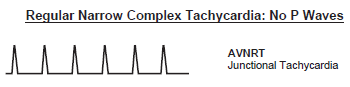 Regular Narrow Complex Tachycardia: No P Waves
AVNRT
Junctional Tachycardia